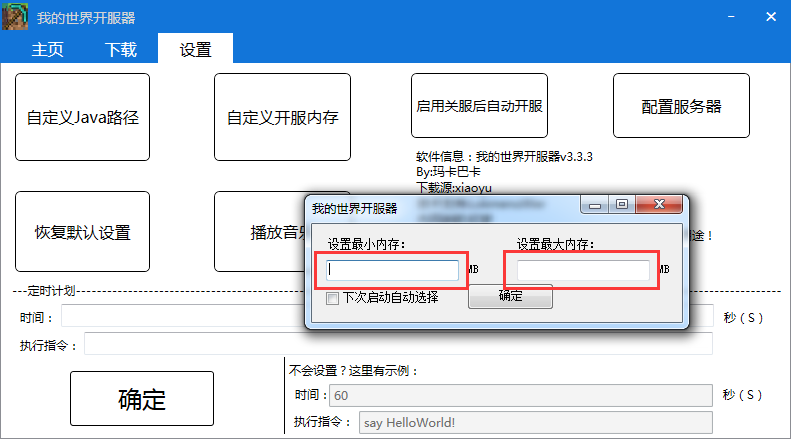 我的世界开服器
主页 下载 设置
自定义Java路径 自定义开服内存 启用关服后自动开服 配置服务器
软件信息：我的世界开服器v3.3.3
By:玛卡巴卡
下载源:xiaoyu
恢复默认设置 播放音乐
途！
我的世界开服器
设置最小内存： 设置最大内存：
MB MB
下次启动自动选择 确定
定时计划
时间： 秒（S）
执行指令：
确定
不会设置？这里有示例：
时间： 60 秒（S）
执行指令： say HelloWorld!